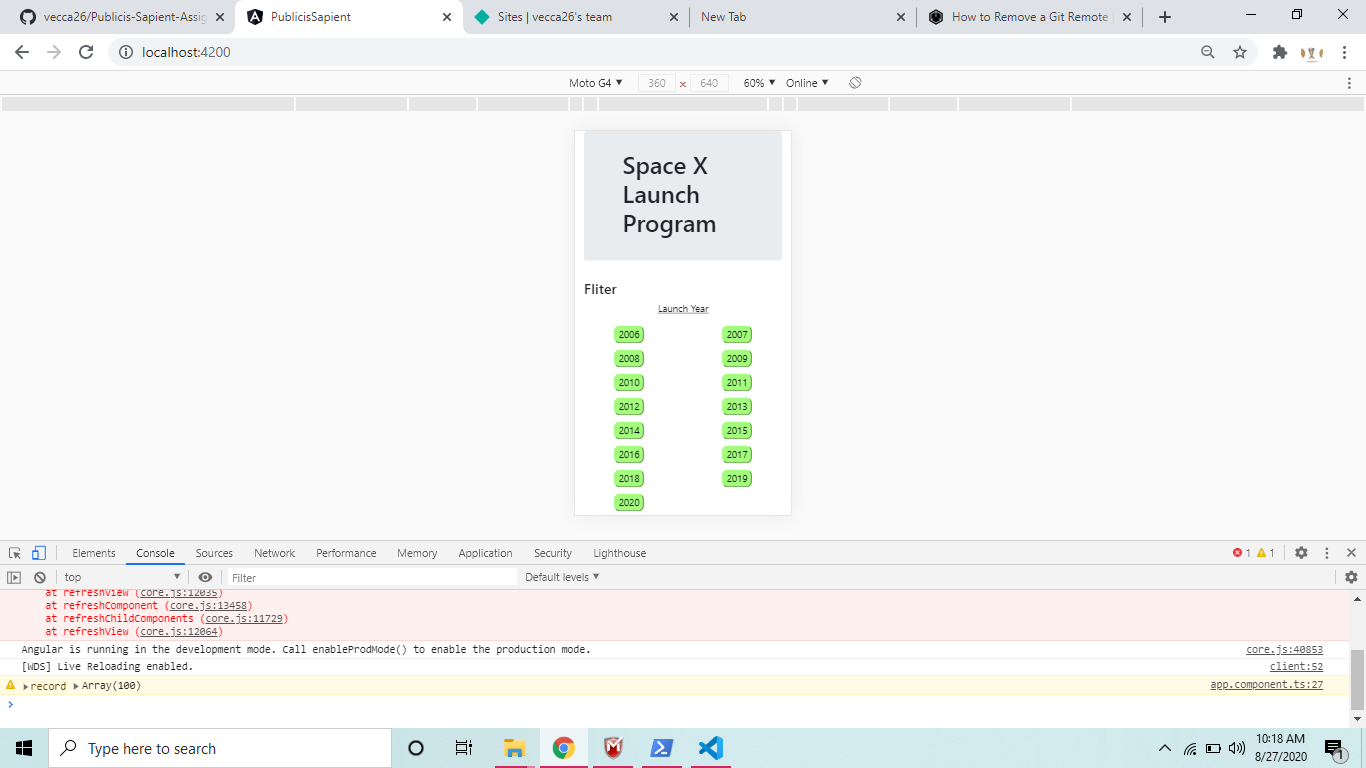 vecca26/Publicis-Sapient-Assig
PublicisSapient
Sites | vecca26's team
New Tab
How to Remove a Git Remote
localhost:4200
Moto G4 ▼ 360 x 640 60% ▼ Online ▼
Space X
Launch
Program
Fliter
Launch Year
2006 2007
2008 2009
2010 2011
2012 2013
2014 2015
2016 2017
2018 2019
2020
Elements Console Sources Network Performance Memory Application Security Lighthouse 1 1
top ▼ Filter Default levels ▼
at refreshView (core.js:12035)
at refreshComponent (core.js:13458)
at refreshChildComponents (core.js:11729)
at refreshView (core.js:12064)
Angular is running in the development mode. Call enableProdMode() to enable the production mode. core.js:40853
[WDS] Live Reloading enabled. client:52
▶record ▶Array(100) app.component.ts:27
>
Type here to search
10:18 AM
8/27/2020
1